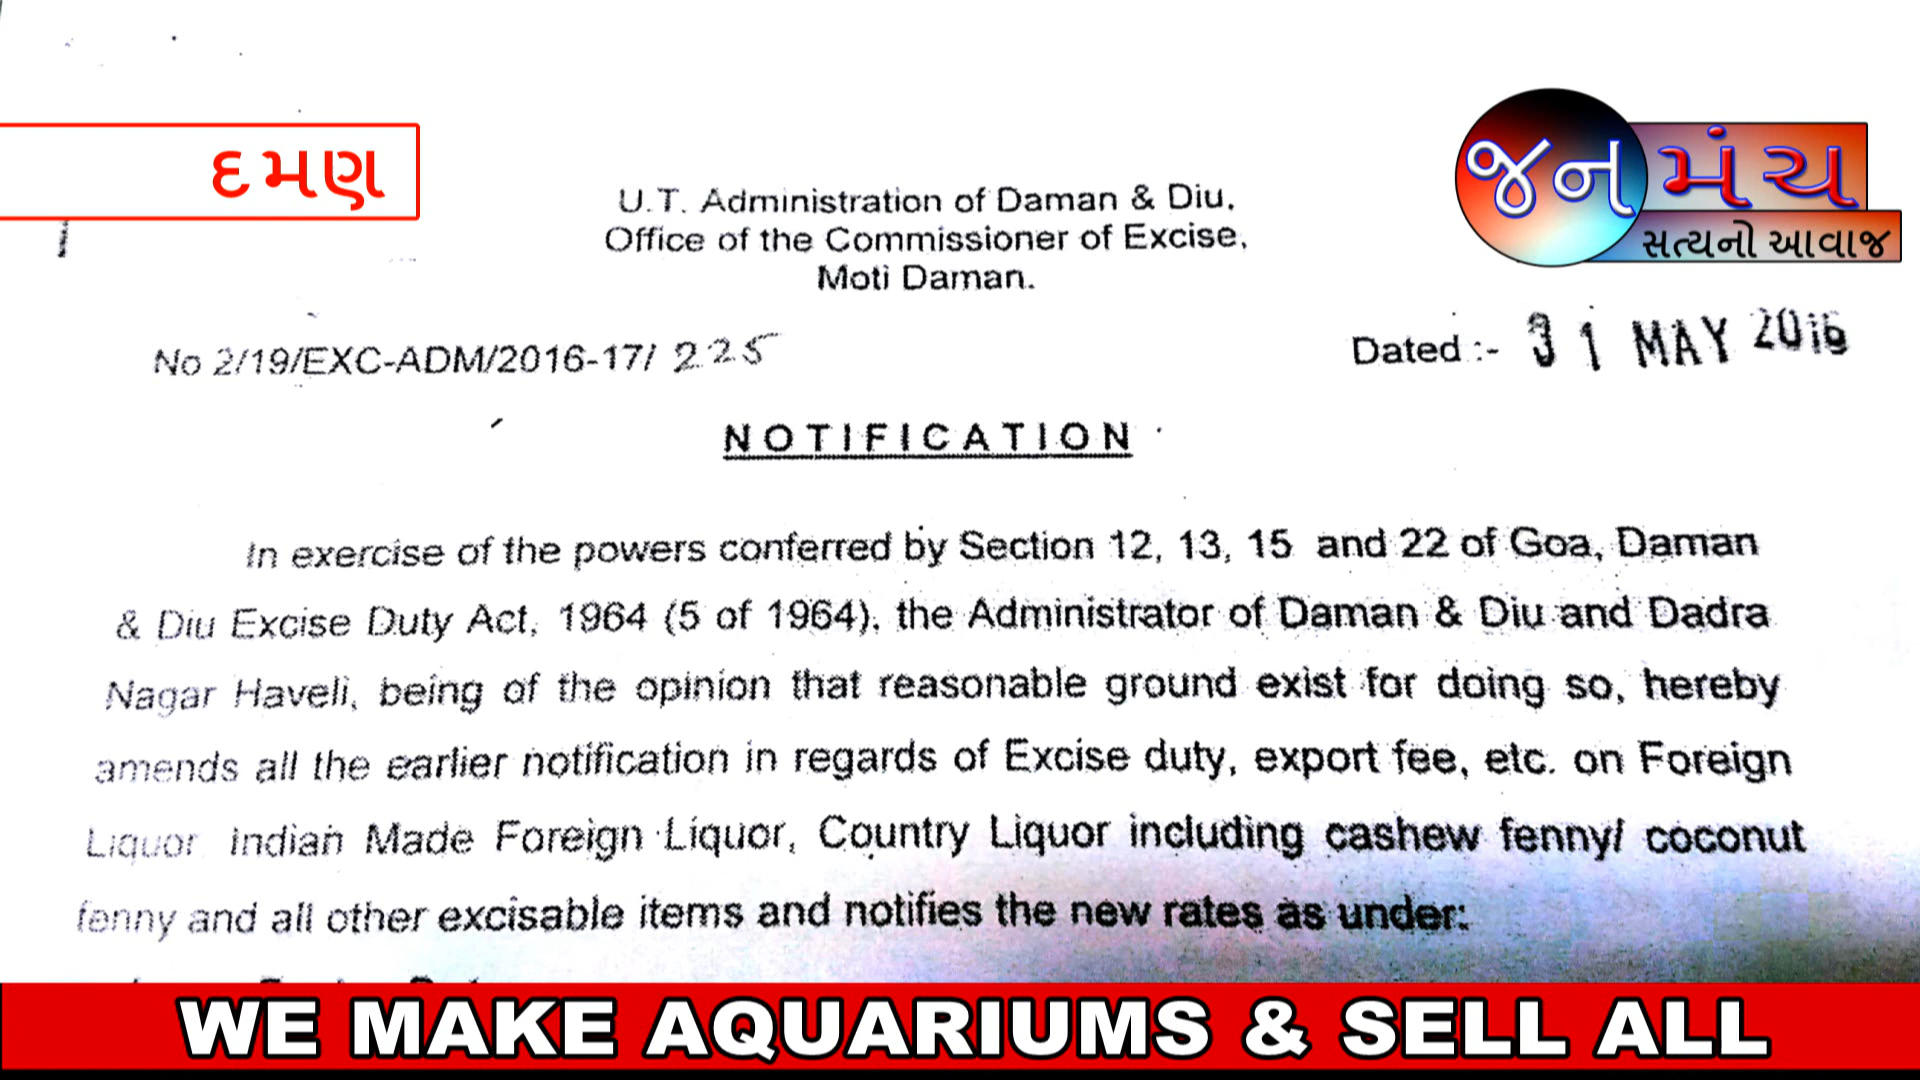 દમણ
જન મંચ
સત્યનો આવાજ
U.T. Administration of Daman & Diu,
Office of the Commissioner of Excise,
Moti Daman.
No 2/19/EXC-ADM/2016-17/ 225
Dated :- 31 MAY 2016
NOTIFICATION
In exercise of the powers conferred by Section 12, 13, 15 and 22 of Goa, Daman
& Diu Excise Duty Act, 1964 (5 of 1964), the Administrator of Daman & Diu and Dadra
Nagar Haveli, being of the opinion that reasonable ground exist for doing so, hereby
amends all the earlier notification in regards of Excise duty, export fee, etc. on Foreign
Liquor Indian Made Foreign Liquor, Country Liquor including cashew fenny/ coconut
fenny and all other excisable items and notifies the new rates as under:
WE MAKE AQUARIUMS & SELL ALL